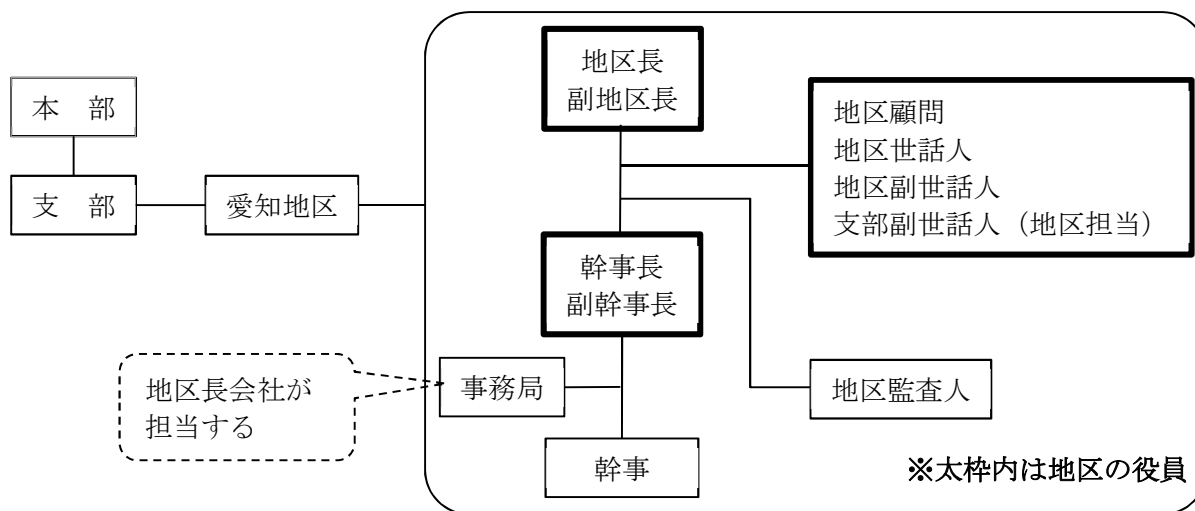 本　部
支　部
愛知地区
地区長
副地区長
地区顧問
地区世話人
地区副世話人
支部副世話人（地区担当）
幹事長
副幹事長
地区長会社が
担当する
事務局
地区監査人
幹事
※太枠内は地区の役員